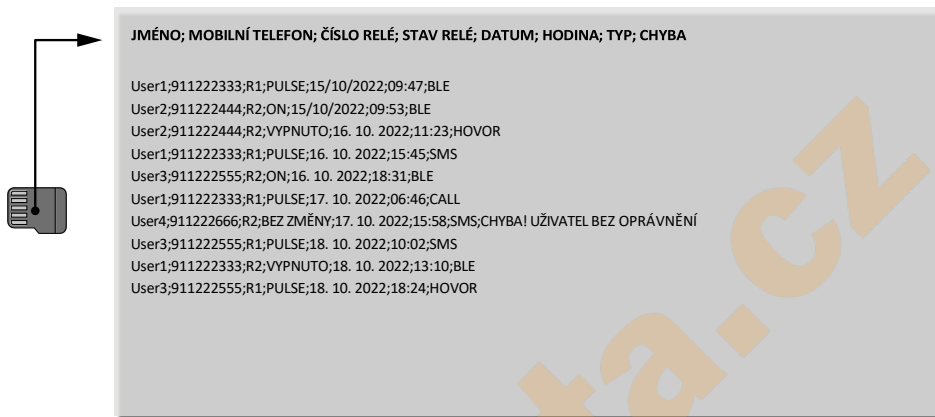 JMÉNO; MOBILNÍ TELEFON; ČÍSLO RELÉ; STAV RELÉ; DATUM; HODINA; TYP; CHYBA
User1;911222333;R1;PULSE;15/10/2022;09:47;BLE
User2;911222444;R2;ON;15/10/2022;09:53;BLE
User2;911222444;R2;VYPNUTO;16. 10. 2022;11:23;HOVOR
User1;911222333;R1;PULSE;16. 10. 2022;15:45;SMS
User3;911222555;R2;ON;16. 10. 2022;18:31;BLE
User1;911222333;R1;PULSE;17. 10. 2022;06:46;CALL
User4;911222666;R2;BEZ ZMĚNY;17. 10. 2022;15:58;SMS;CHYBA! UŽIVATEL BEZ OPRÁVNĚNÍ
User3;911222555;R1;PULSE;18. 10. 2022;10:02;SMS
User1;911222333;R2;VYPNUTO;18. 10. 2022;13:10;BLE
User3;911222555;R1;PULSE;18. 10. 2022;18:24;HOVOR
ta.cz